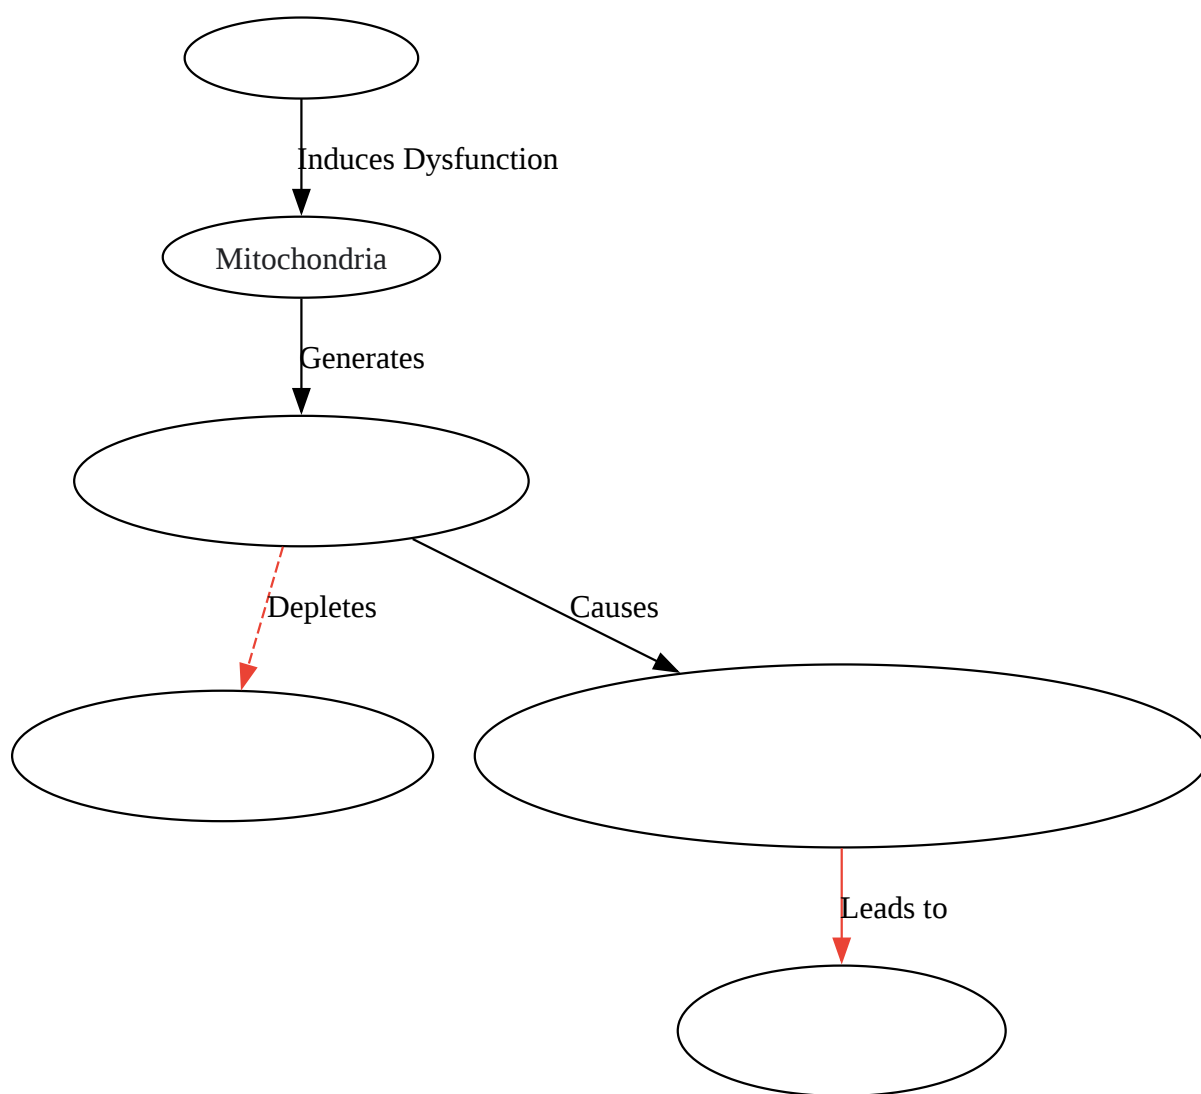 Induces Dysfunction
Mitochondria
Generates
Depletes
Causes
Leads to